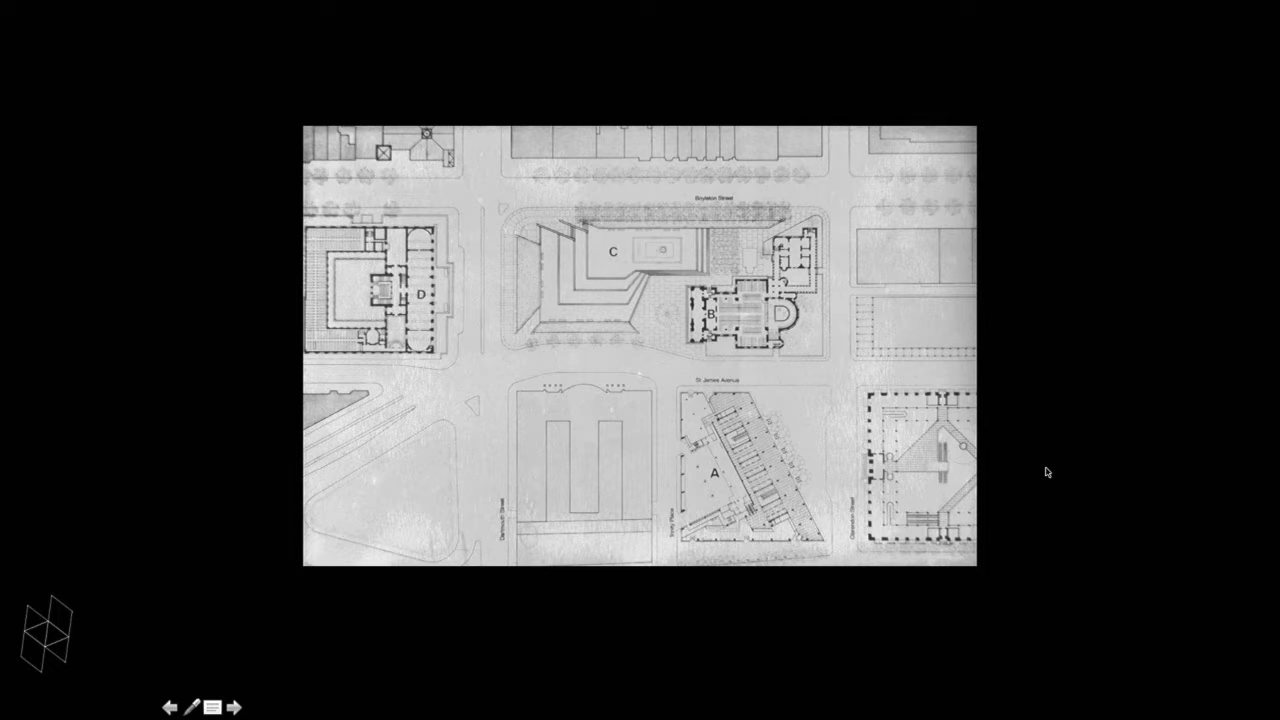 Boylston Street
C
D
B
St James Avenue
A
Dartmouth Street
Trinity Place
Clarendon Street